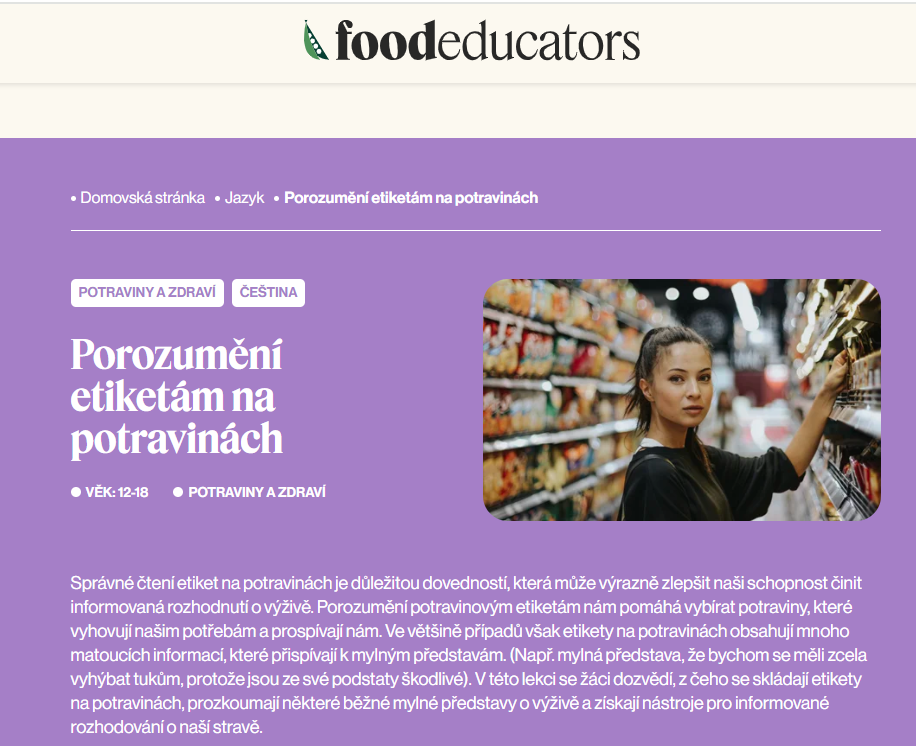 foodeducators
• Domovská stránka • Jazyk • Porozumění etiketám na potravinách
POTRAVINY A ZDRAVÍ ČEŠTINA
Porozumění
etiketám na
potravinách
● VĚK: 12-18 ● POTRAVINY A ZDRAVÍ
Správné čtení etiket na potravinách je důležitou dovedností, která může výrazně zlepšit naši schopnost činit
informovaná rozhodnutí o výživě. Porozumění potravinovým etiketám nám pomáhá vybírat potraviny, které
vyhovují našim potřebám a prospívají nám. Ve většině případů však etikety na potravinách obsahují mnoho
matoucích informací, které přispívají k mylným představám. (Např. mylná představa, že bychom se měli zcela
vyhýbat tukům, protože jsou ze své podstaty škodlivé). V této lekci se žáci dozvědí, z čeho se skládají etikety
na potravinách, prozkoumají některé běžné mylné představy o výživě a získají nástroje pro informované
rozhodování o naší stravě.